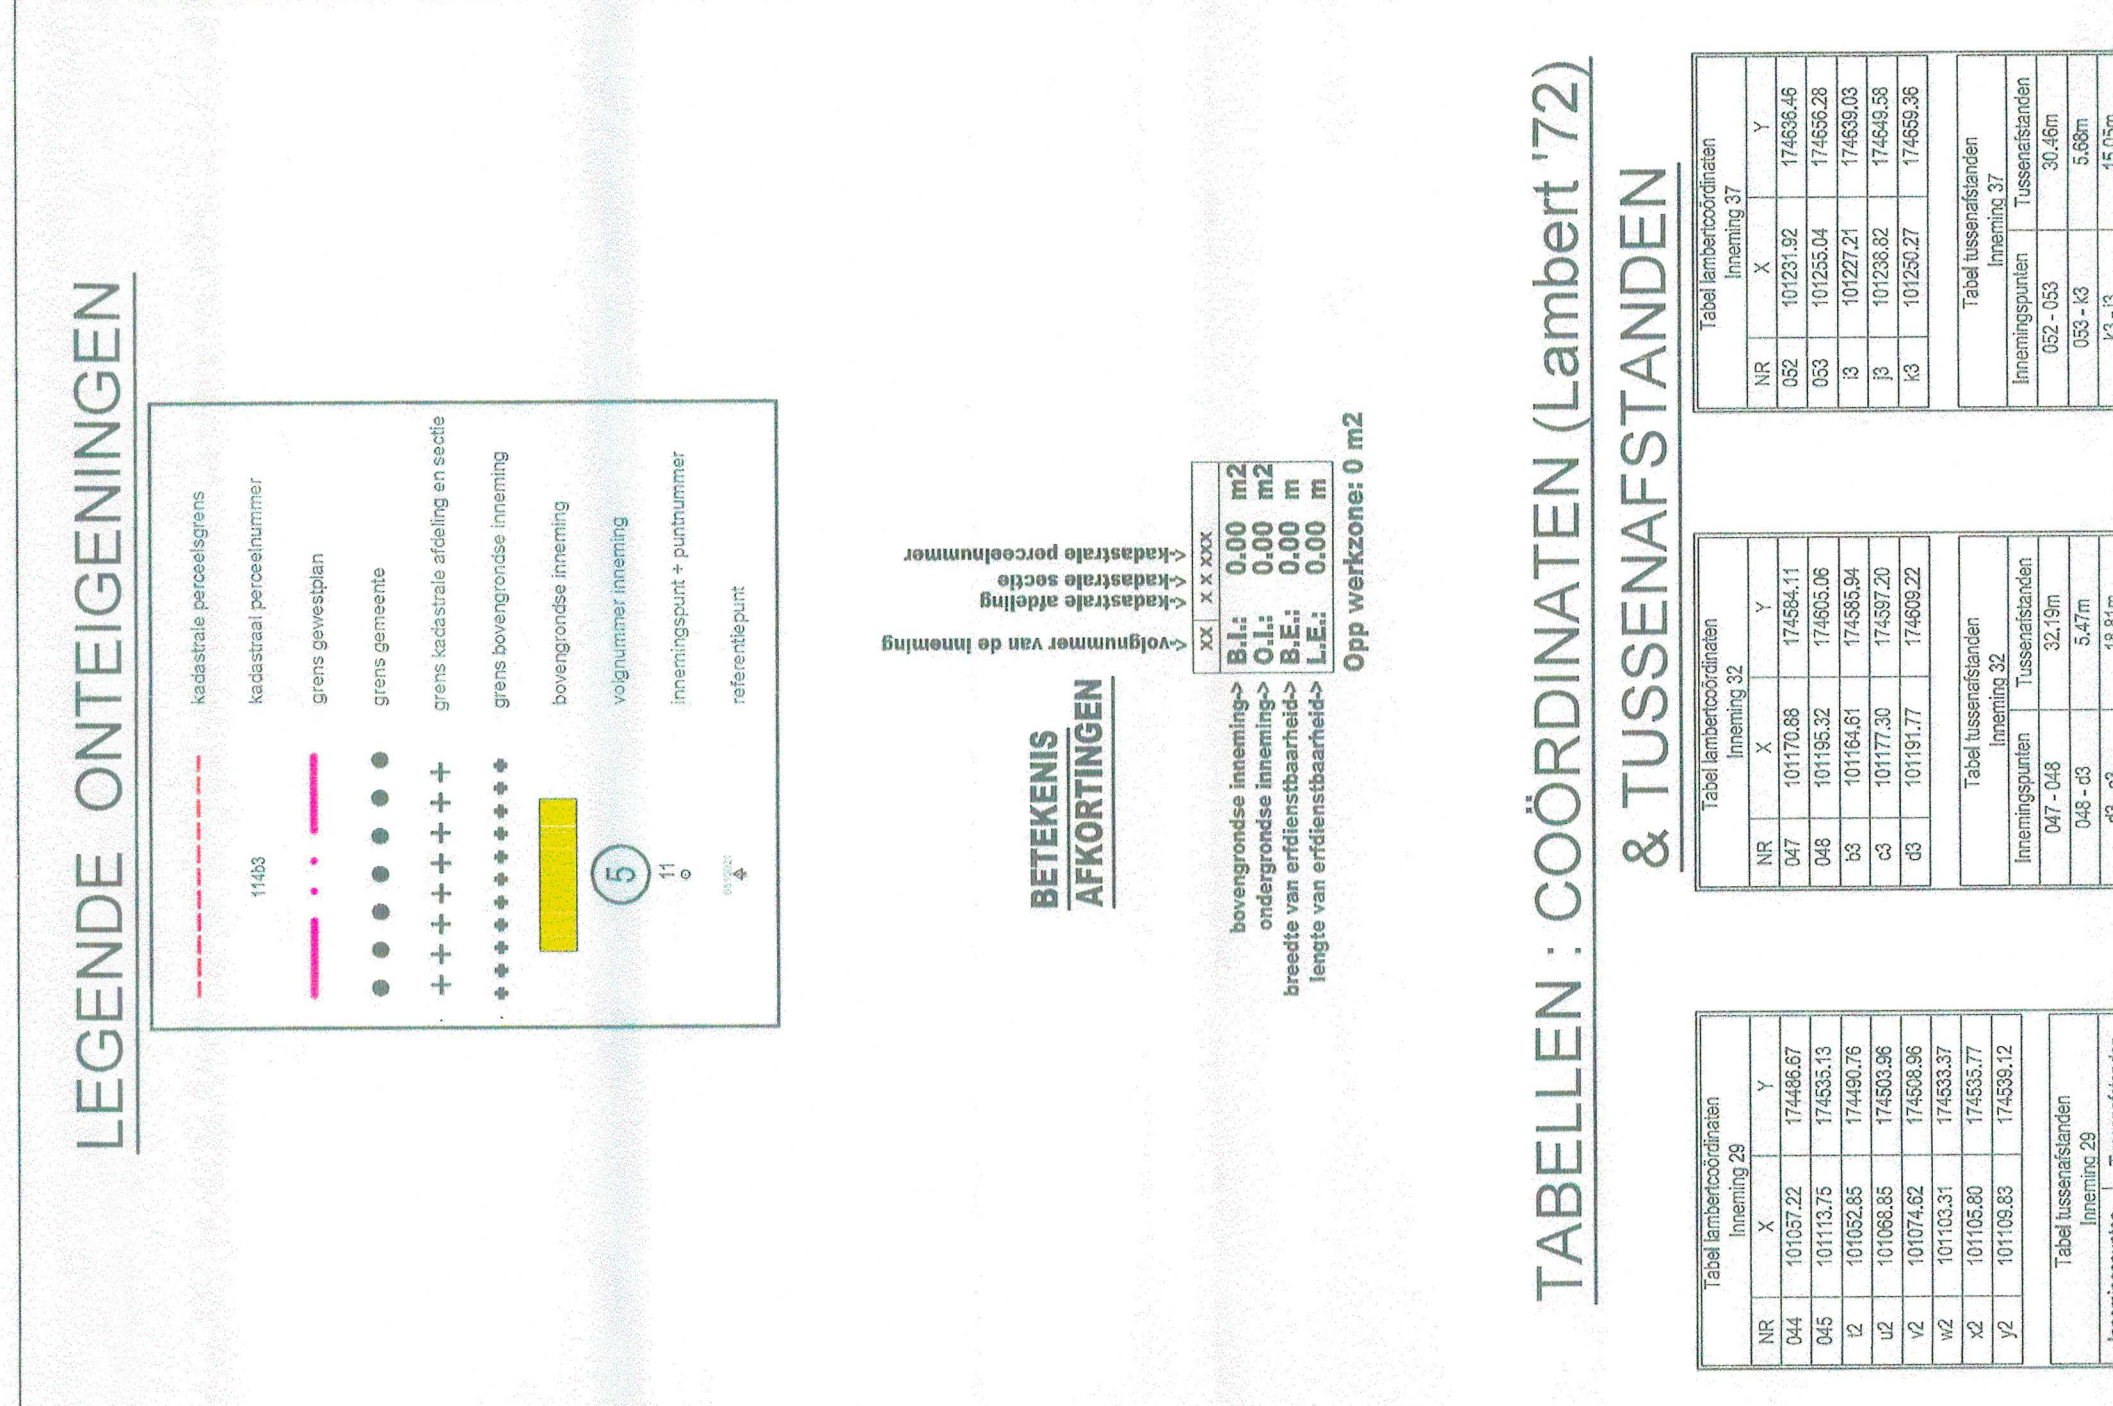 LEGENDE ONTEIGENINGEN
kadastrale perceelsgrens
114b3 kadastraal perceelnummer
grens gewestplan
grens gemeente
grens kadastrale afdeling en sectie
grens bovengrondse inneming
bovengrondse inneming
5 volgnummer inneming
11 innemingspunt + puntnummer
referentiepunt
BETEKENIS
AFKORTINGEN
<-volgnummer van de inneming
<-kadastrale afdeling
<-kadastrale sectie
<-kadastrale perceelnummer
XX X X XXX
bovengrondse inneming-> B.I.: 0.00 m2
ondergrondse inneming-> O.I.: 0.00 m2
breedte van erfdienstbaarheid-> B.E.: 0.00 m
lengte van erfdienstbaarheid-> L.E.: 0.00 m
Opp werkzone: 0 m2
TABELLEN : COÖRDINATEN (Lambert '72)
& TUSSENAFSTANDEN
Tabel lambertcoördinaten
Inneming 29
NR X Y
044 101057.22 174486.67
045 101113.75 174535.13
t2 101052.85 174490.76
u2 101068.85 174503.96
v2 101074.62 174508.96
w2 101103.31 174533.37
x2 101105.80 174535.77
y2 101109.83 174539.12
Tabel tussenafstanden
Inneming 29
Tabel lambertcoördinaten
Inneming 32
NR X Y
047 101170.88 174584.11
048 101195.32 174605.06
b3 101164.61 174585.94
c3 101177.30 174597.20
d3 101191.77 174609.22
Tabel tussenafstanden
Inneming 32
Innemingspunten Tussenafstanden
047 - 048 32.19m
048 - d3 5.47m
d3 - c3 18.81m
Tabel lambertcoördinaten
Inneming 37
NR X Y
052 101231.92 174636.46
053 101255.04 174656.28
i3 101227.21 174639.03
j3 101238.82 174649.58
k3 101250.27 174659.36
Tabel tussenafstanden
Inneming 37
Innemingspunten Tussenafstanden
052 - 053 30.46m
053 - k3 5.68m
k3 - j3 15.05m